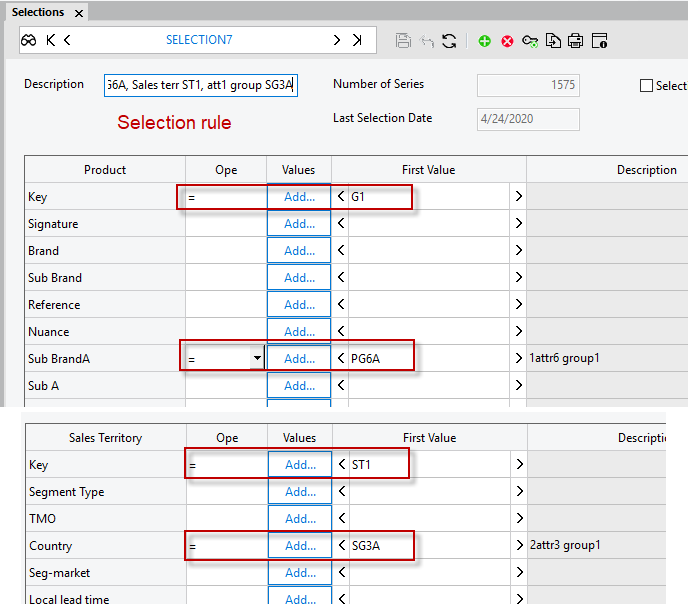 Selections
SELECTION7
Description
G6A, Sales terr ST1, att1 group SG3A
Number of Series
1575
Select
Selection rule
Last Selection Date
4/24/2020
Product Ope Values First Value Description
Key = Add... G1
Signature Add...
Brand Add...
Sub Brand Add...
Reference Add...
Nuance Add...
Sub BrandA = Add... PG6A 1attr6 group1
Sub A Add...
Sales Territory Ope Values First Value Descriptio
Key = Add... ST1
Segment Type Add...
TMO Add...
Country = Add... SG3A 2attr3 group1
Seg-market Add...
Local lead time Add...